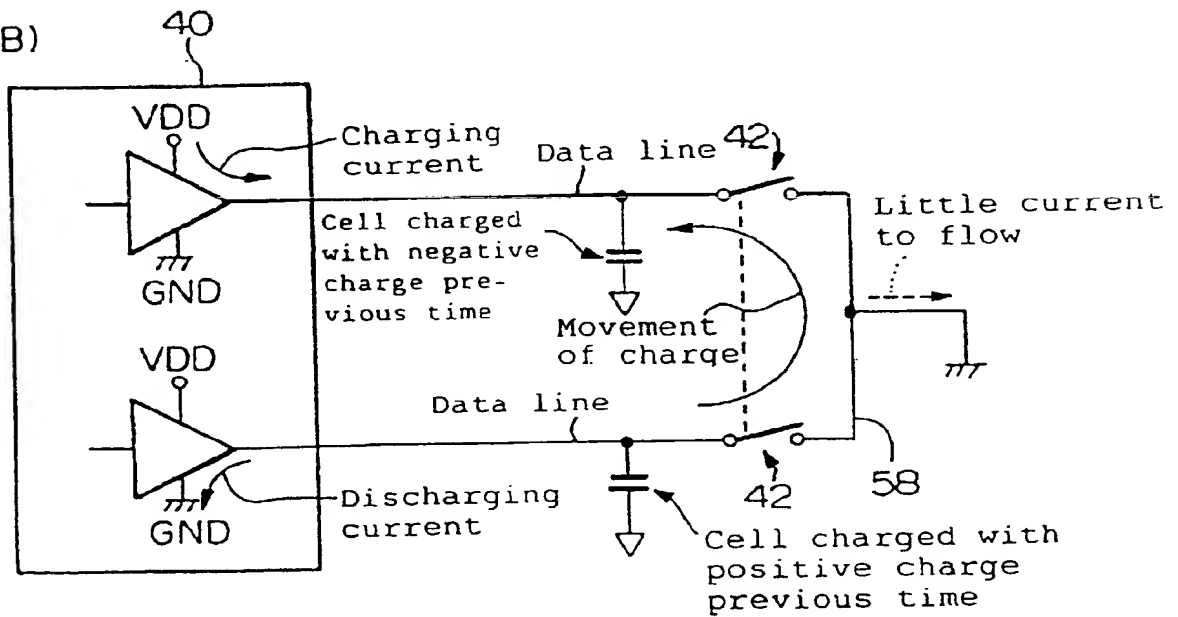 B)
40
VDD
Charging
current
Data line
42
GND
Cell charged
with negative
charge pre-
vious time
Little current
to flow
Movement
of charge
VDD
Data line
GND
Discharging
current
42
58
Cell charged with
positive charge
previous time